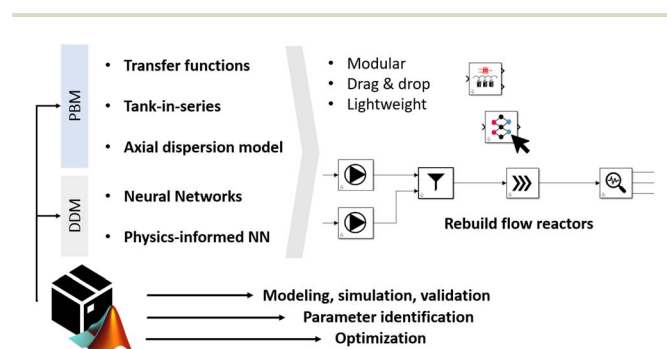 PBM
• Transfer functions
• Tank-in-series
• Axial dispersion model
DDM
• Neural Networks
• Physics-informed NN
• Modular
• Drag & drop
• Lightweight
Rebuild flow reactors
Modeling, simulation, validation
Parameter identification
Optimization